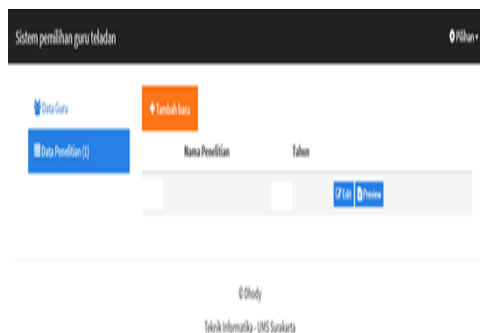 Sistem pemilihan guru teladan
Pilihan
Data Guru
Tambah baru
Data Penelitian (1)
Nama Penelitian Tahun
Edit Preview
© Dhody
Teknik Informatika - UMS Surakarta